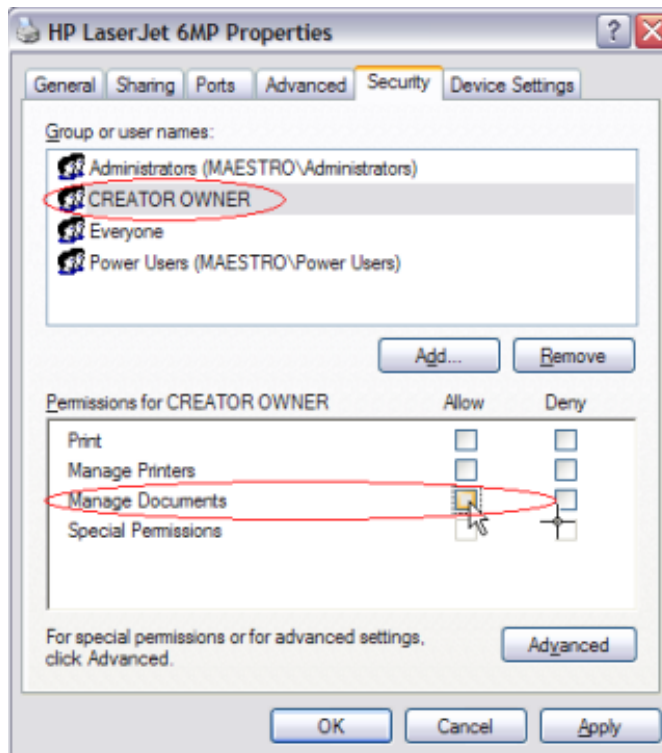 HP LaserJet 6MP Properties
General Sharing Ports Advanced Security Device Settings
Group or user names:
Administrators (MAESTRO\Administrators)
CREATOR OWNER
Everyone
Power Users (MAESTRO\Power Users)
Add... Remove
Permissions for CREATOR OWNER Allow Deny
Print
Manage Printers
Manage Documents
Special Permissions
For special permissions or for advanced settings,
click Advanced.
Advanced
OK Cancel Apply